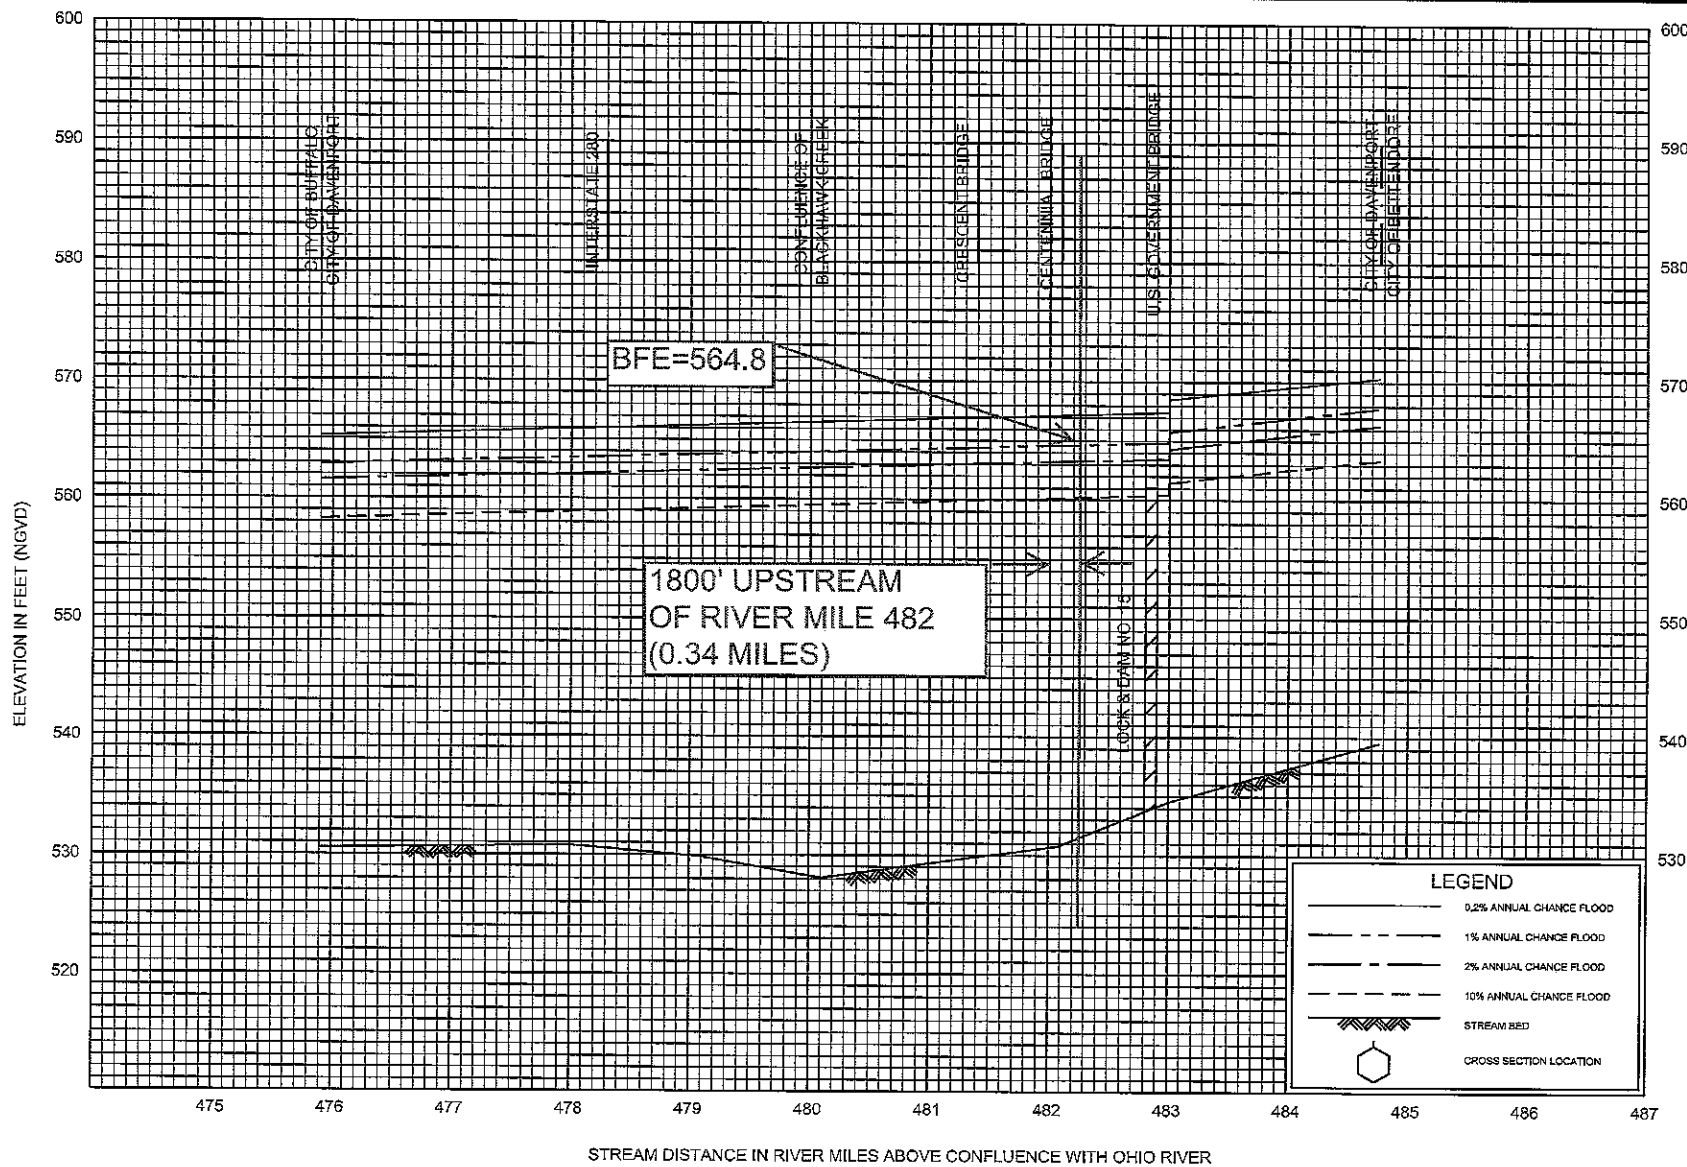 600
600
590
590
580
580
570
570
560
560
550
550
540
540
530
530
520
ELEVATION IN FEET (NGVD)
CITY OF BUFFALO
CITY OF DAVENPORT
INTERSTATE 280
CONFLUENCE OF
BLACKHAWK CREEK
CRESCENT BRIDGE
CENTENNIAL BRIDGE
U.S. GOVERNMENT BRIDGE
CITY OF DAVENPORT
CITY OF BETTENDORF
BFE=564.8
1800' UPSTREAM
OF RIVER MILE 482
(0.34 MILES)
LOCK & DAM NO. 15
LEGEND
0.2% ANNUAL CHANCE FLOOD
1% ANNUAL CHANCE FLOOD
2% ANNUAL CHANCE FLOOD
10% ANNUAL CHANCE FLOOD
STREAM BED
CROSS SECTION LOCATION
475 476 477 478 479 480 481 482 483 484 485 486 487
STREAM DISTANCE IN RIVER MILES ABOVE CONFLUENCE WITH OHIO RIVER